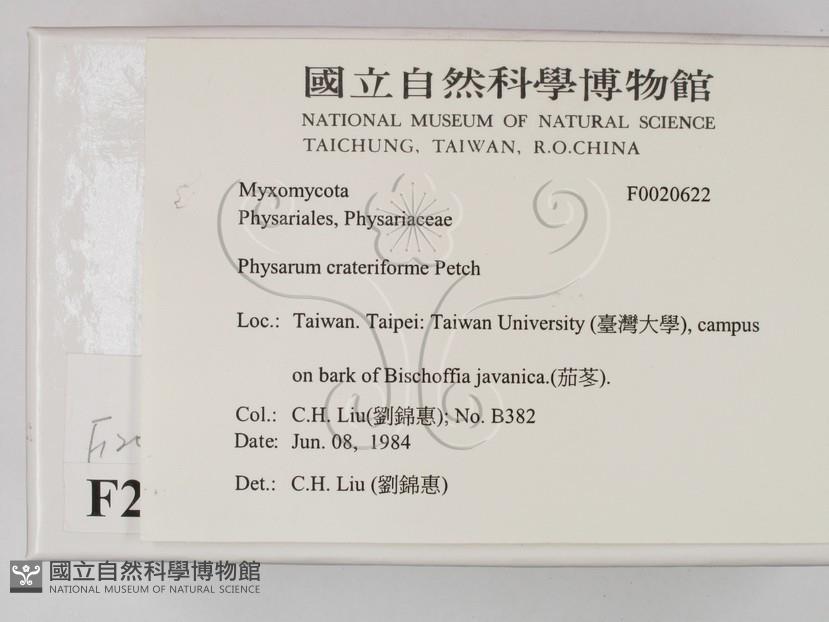 國立自然科學博物館
NATIONAL MUSEUM OF NATURAL SCIENCE
TAICHUNG, TAIWAN, R.O.CHINA
Myxomycota F0020622
Physariales, Physariaceae
Physarum crateriforme Petch
Loc.: Taiwan. Taipei: Taiwan University (臺灣大學), campus
on bark of Bischoffia javanica.(茄苳).
Col.: C.H. Liu(劉錦惠); No. B382
Date: Jun. 08, 1984
Det.: C.H. Liu (劉錦惠)
F2
國立自然科學博物館
NATIONAL MUSEUM OF NATURAL SCIENCE